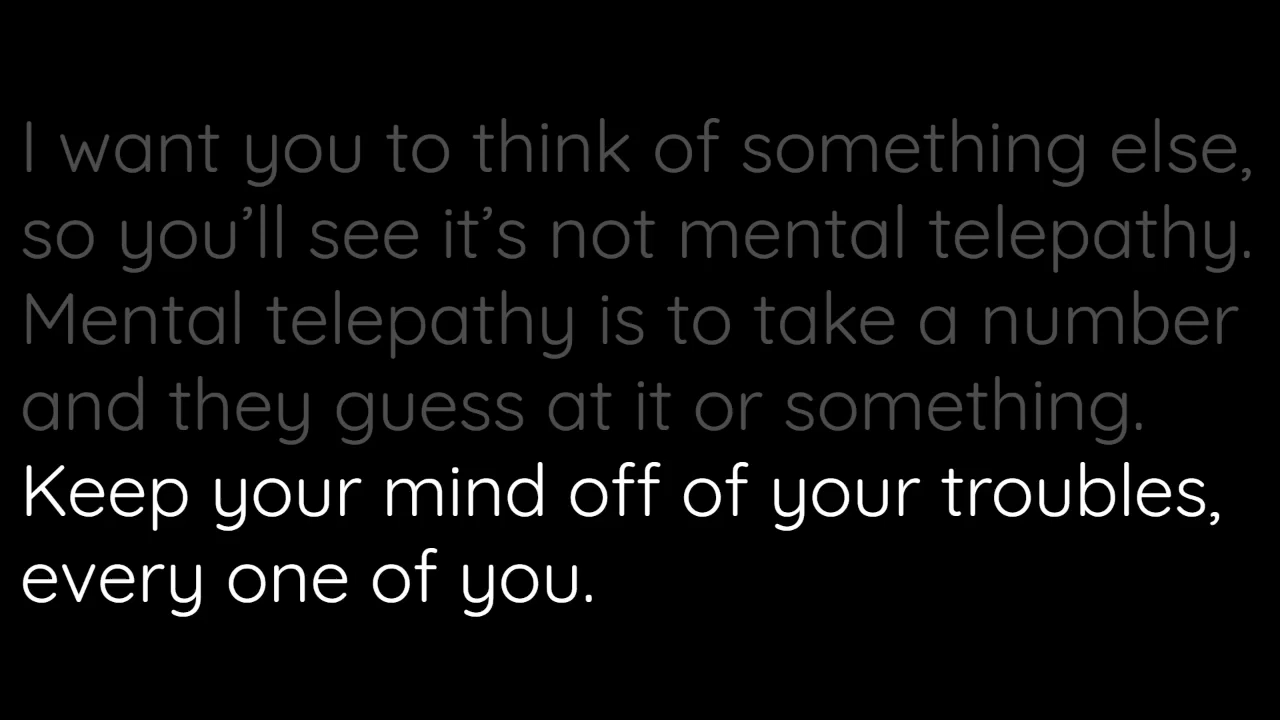 I want you to think of something else,
so you’ll see it’s not mental telepathy.
Mental telepathy is to take a number
and they guess at it or something.
Keep your mind off of your troubles,
every one of you.